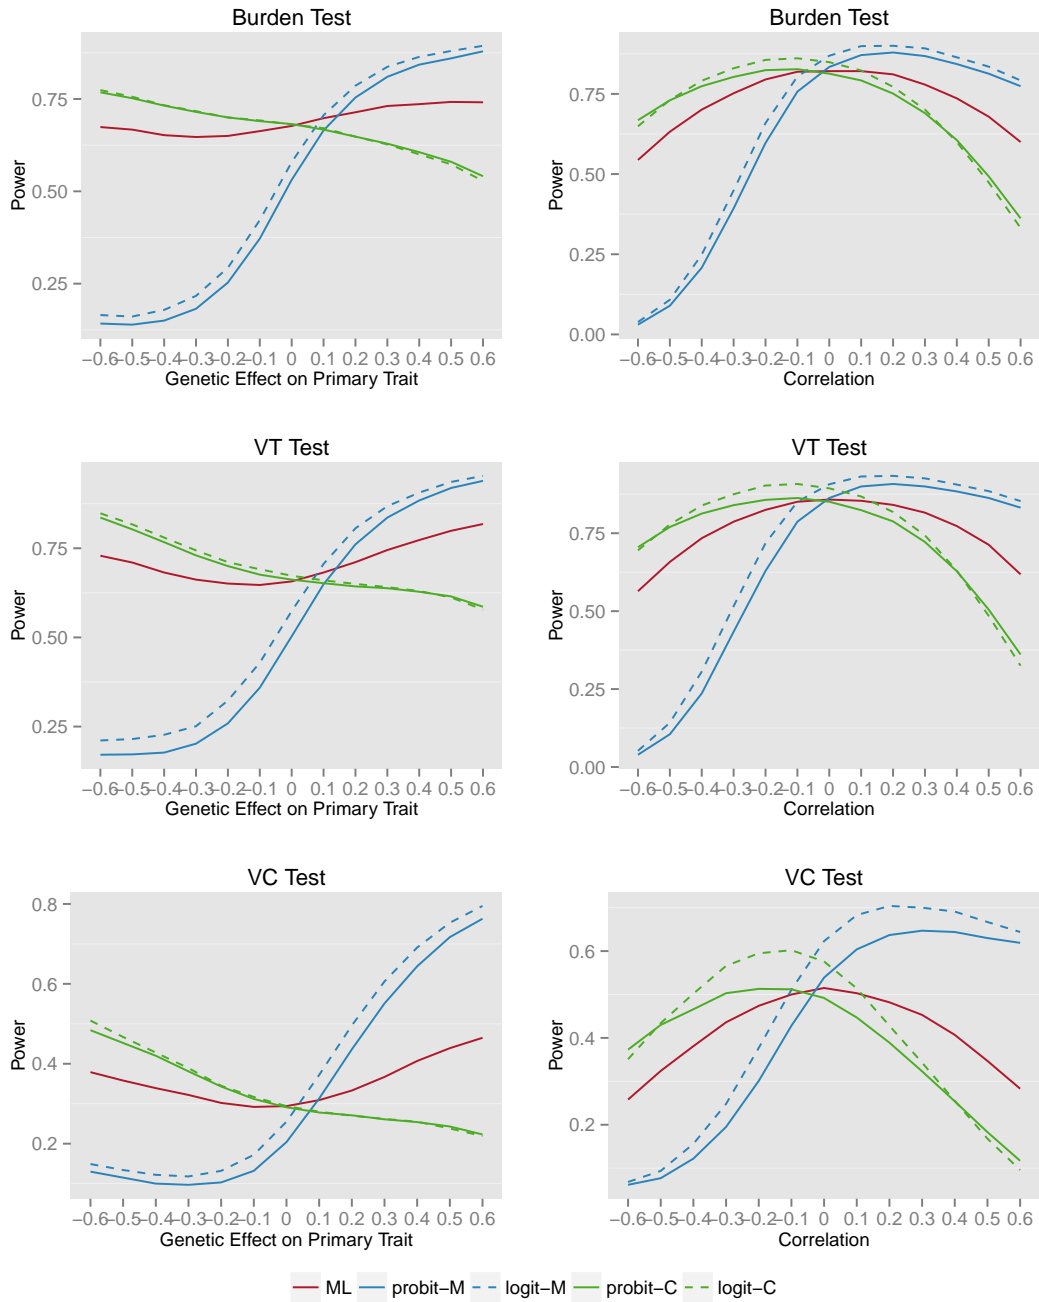 Burden Test
Power
0.75
0.50
0.25
−0.6 −0.5 −0.4 −0.3 −0.2 −0.1 0 0.1 0.2 0.3 0.4 0.5 0.6
Genetic Effect on Primary Trait
Burden Test
Power
0.75
0.50
0.25
0.00
−0.6 −0.5 −0.4 −0.3 −0.2 −0.1 0 0.1 0.2 0.3 0.4 0.5 0.6
Correlation
VT Test
Power
0.75
0.50
0.25
−0.6 −0.5 −0.4 −0.3 −0.2 −0.1 0 0.1 0.2 0.3 0.4 0.5 0.6
Genetic Effect on Primary Trait
VT Test
Power
0.75
0.50
0.25
0.00
−0.6 −0.5 −0.4 −0.3 −0.2 −0.1 0 0.1 0.2 0.3 0.4 0.5 0.6
Correlation
VC Test
Power
0.8
0.6
0.4
0.2
−0.6 −0.5 −0.4 −0.3 −0.2 −0.1 0 0.1 0.2 0.3 0.4 0.5 0.6
Genetic Effect on Primary Trait
VC Test
Power
0.6
0.4
0.2
−0.6 −0.5 −0.4 −0.3 −0.2 −0.1 0 0.1 0.2 0.3 0.4 0.5 0.6
Correlation
ML probit−M logit−M probit−C logit−C